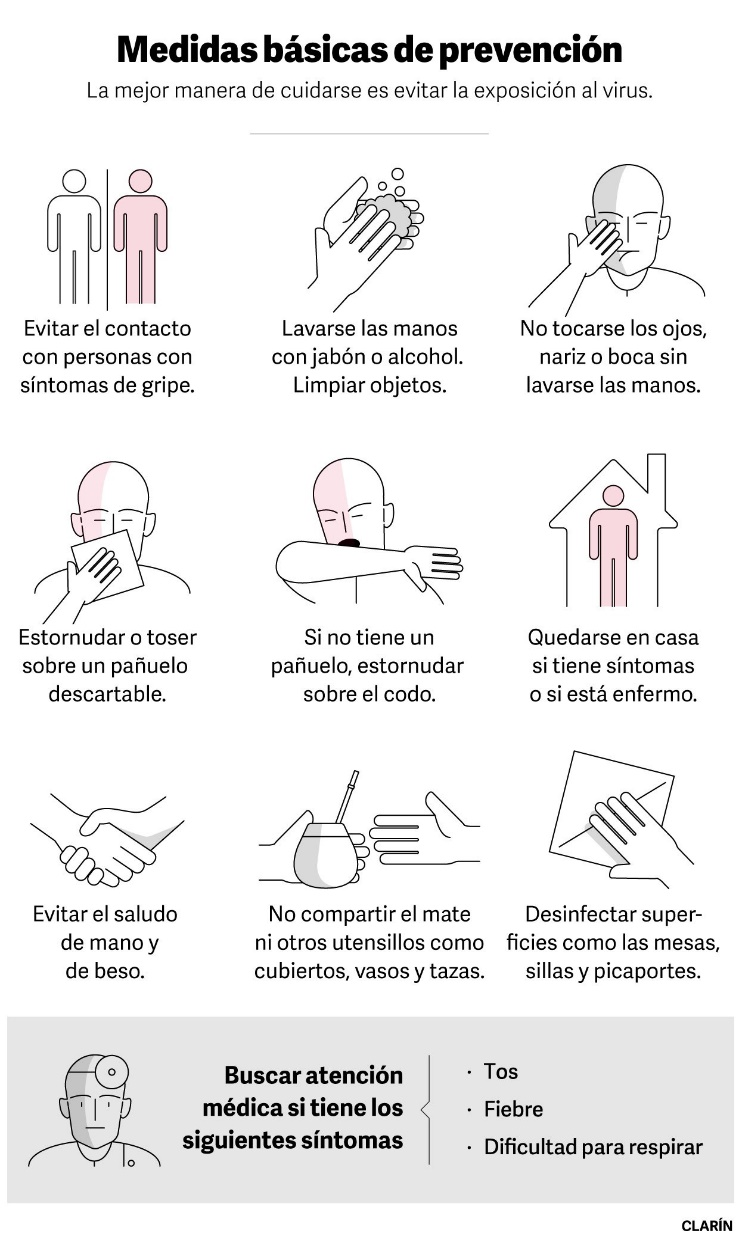 Medidas básicas de prevención
La mejor manera de cuidarse es evitar la exposición al virus.
Evitar el contacto
con personas con
síntomas de gripe.
Lavarse las manos
con jabón o alcohol.
Limpiar objetos.
No tocarse los ojos,
nariz o boca sin
lavarse las manos.
Estornudar o toser
sobre un pañuelo
descartable.
Si no tiene un
pañuelo, estornudar
sobre el codo.
Quedarse en casa
si tiene síntomas
o si está enfermo.
Evitar el saludo
de mano y
de beso.
No compartir el mate
ni otros utensillos como
cubiertos, vasos y tazas.
Desinfectar super-
ficies como las mesas,
sillas y picaportes.
Buscar atención
médica si tiene los
siguientes síntomas
· Tos
· Fiebre
· Dificultad para respirar
CLARÍN